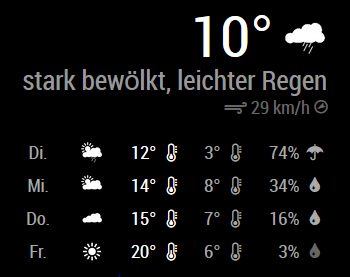 10°
stark bewölkt, leichter Regen
29 km/h
Di. 12° 3° 74%
Mi. 14° 8° 34%
Do. 15° 7° 16%
Fr. 20° 6° 3%